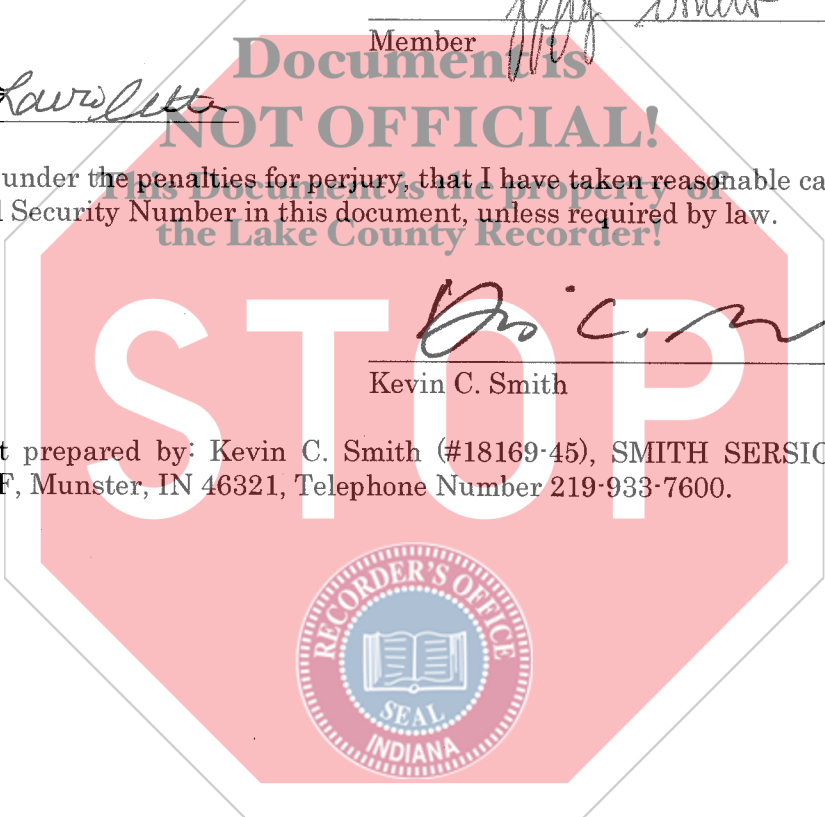 Member
Document is
NOT OFFICIAL!
under the penalties for perjury, that I have taken reasonable ca
This Document is the property of
l Security Number in this document, unless required by law.
the Lake County Recorder!
STOP
Kevin C. Smith
t prepared by: Kevin C. Smith (#18169-45), SMITH SERSIC
F, Munster, IN 46321, Telephone Number 219-933-7600.
RECORDER'S OFFICE
SEAL
INDIANA